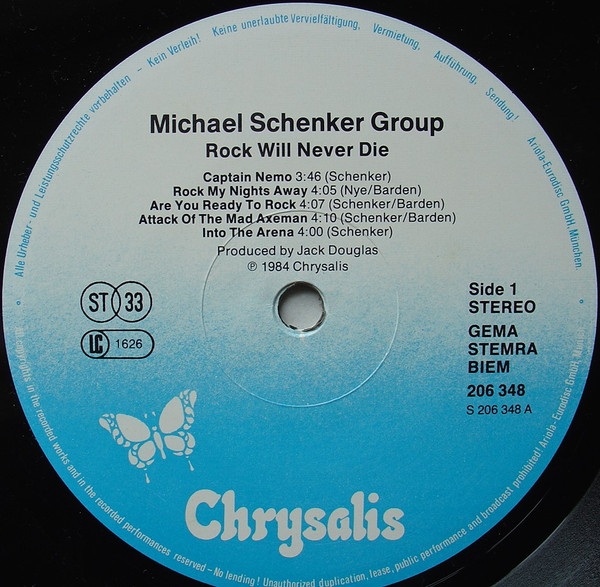 Alle Urheber- und Leistungsschutzrechte vorbehalten – Kein Verleih! Keine unerlaubte Vervielfältigung, Vermietung, Aufführung, Sendung! Ariola-Eurodisc GmbH, München.
Michael Schenker Group
Rock Will Never Die
Captain Nemo 3:46 (Schenker)
Rock My Nights Away 4:05 (Nye/Barden)
Are You Ready To Rock 4:07 (Schenker/Barden)
Attack Of The Mad Axeman 4:10 (Schenker/Barden)
Into The Arena 4:00 (Schenker)
Produced by Jack Douglas
℗ 1984 Chrysalis
ST 33
LC 1626
Side 1
STEREO
GEMA
STEMRA
BIEM
206 348
S 206 348 A
Chrysalis
copyrights in the recorded works and in the recorded performances reserved – No lending! Unauthorized duplication, lease, public performance and broadcast prohibited! Ariola-Eurodisc GmbH,